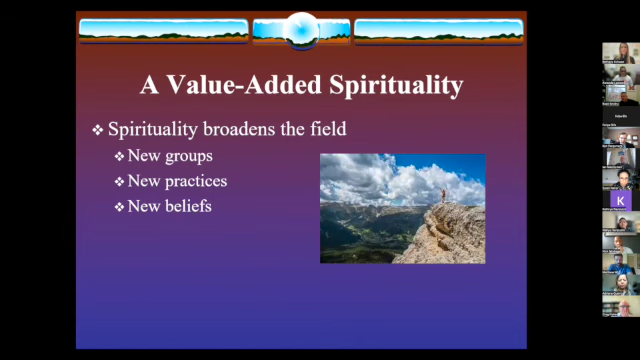 A Value-Added Spirituality
❖ Spirituality broadens the field
❖ New groups
❖ New practices
❖ New beliefs
K